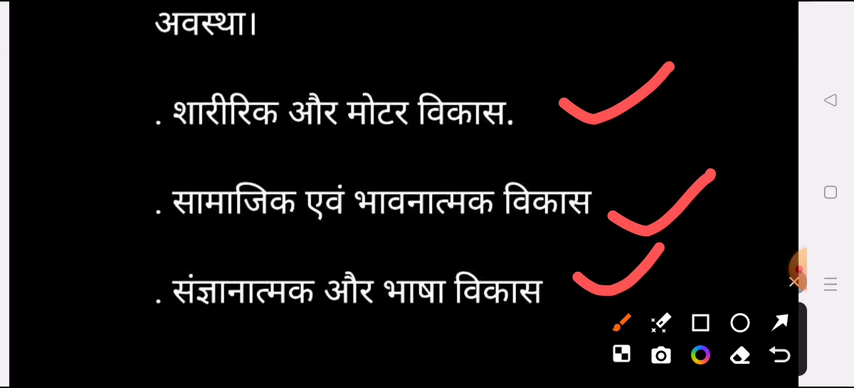 अवस्था।
. शारीरिक और मोटर विकास.
. सामाजिक एवं भावनात्मक विकास
. संज्ञानात्मक और भाषा विकास